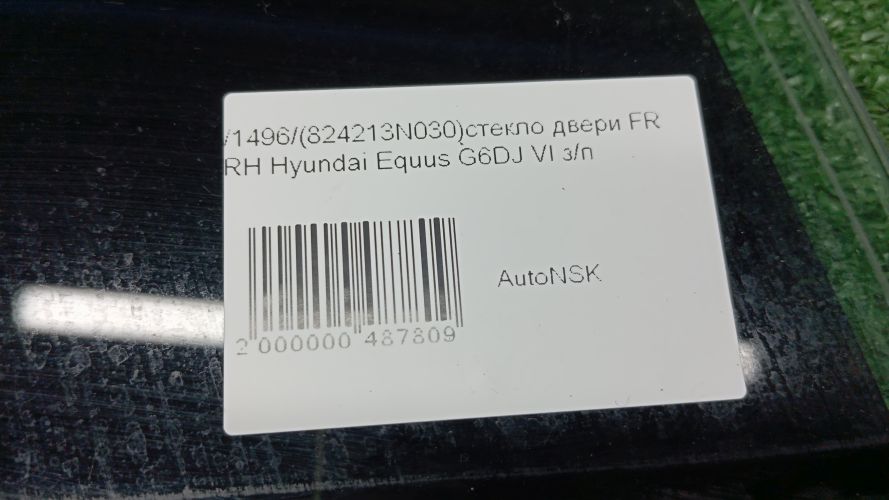 /1496/(824213N030)стекло двери FR
RH Hyundai Equus G6DJ VI з/п
AutoNSK
2 000000 487809